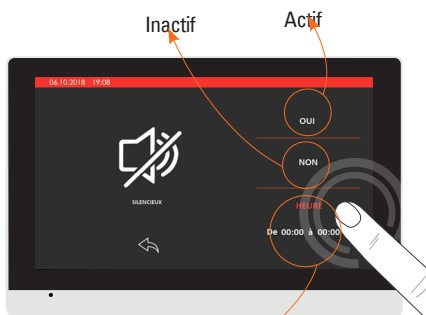 Inactif
Actif
06.10.2018 19:08
OUI
NON
SILENCIEUX
HEURE
De 00:00 à 00:00